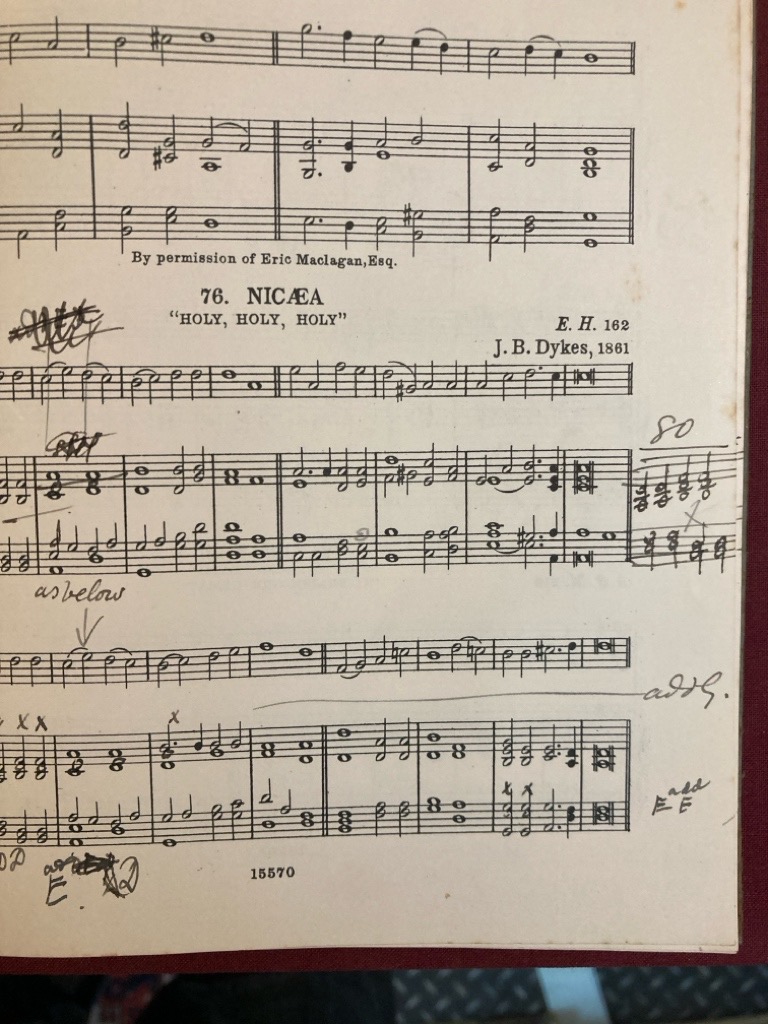 By permission of Eric Maclagan, Esq.
76. NICÆA
"HOLY, HOLY, HOLY"
E. H. 162
J. B. Dykes, 1861
80
X
as below
add G.
X X
X
x x
add
E E
E
15570